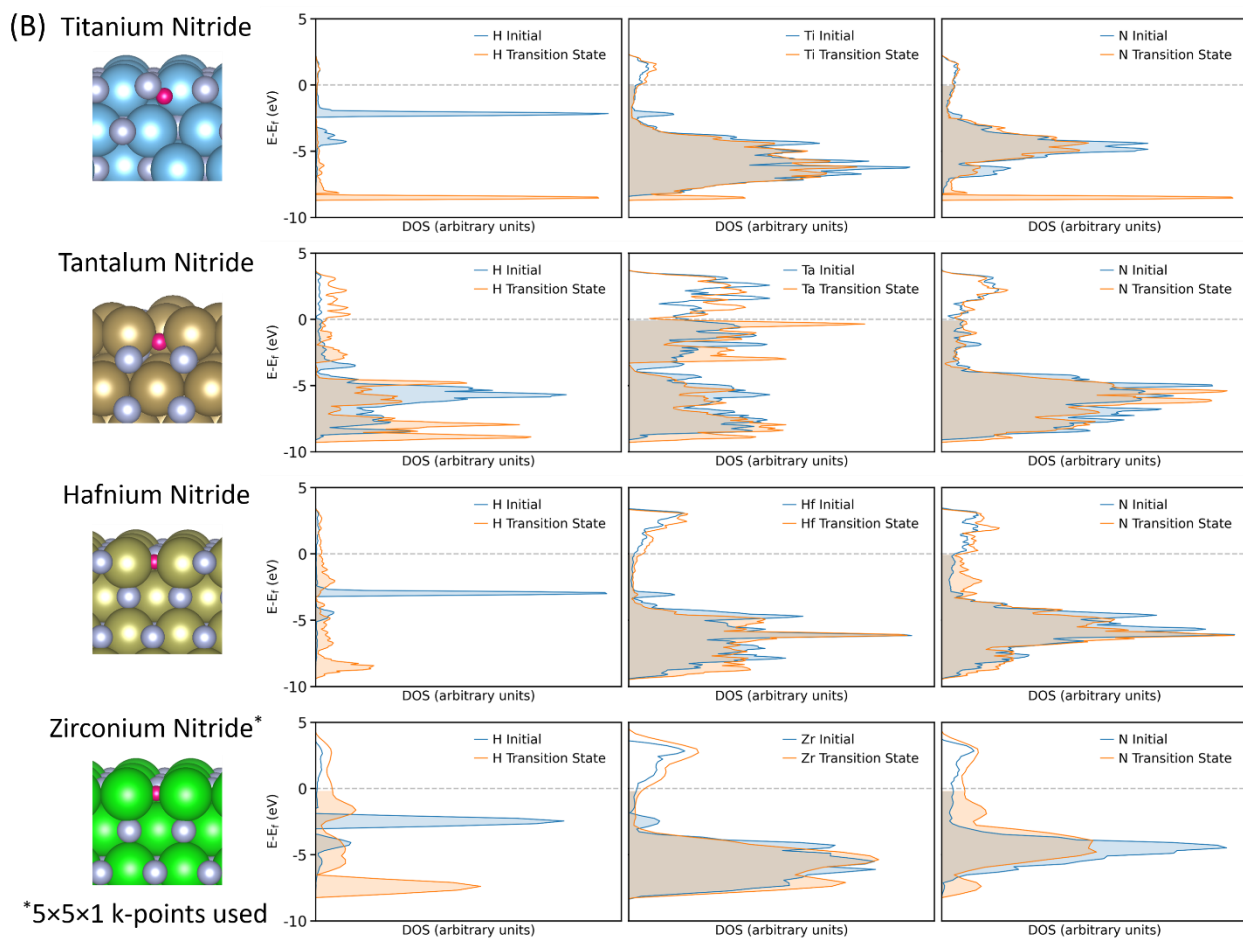 (B) Titanium Nitride
H Initial
H Transition State
Ti Initial
Ti Transition State
N Initial
N Transition State
5
0
-5
-10
E-Ef (eV)
DOS (arbitrary units)
DOS (arbitrary units)
DOS (arbitrary units)
Tantalum Nitride
H Initial
H Transition State
Ta Initial
Ta Transition State
N Initial
N Transition State
5
0
-5
-10
E-Ef (eV)
DOS (arbitrary units)
DOS (arbitrary units)
DOS (arbitrary units)
Hafnium Nitride
H Initial
H Transition State
Hf Initial
Hf Transition State
N Initial
N Transition State
5
0
-5
-10
E-Ef (eV)
DOS (arbitrary units)
DOS (arbitrary units)
DOS (arbitrary units)
Zirconium Nitride*
H Initial
H Transition State
Zr Initial
Zr Transition State
N Initial
N Transition State
5
0
-5
-10
E-Ef (eV)
DOS (arbitrary units)
DOS (arbitrary units)
DOS (arbitrary units)
*5×5×1 k-points used